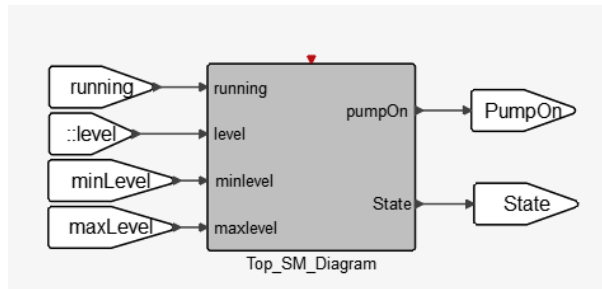 running
::level
minLevel
maxLevel
running
level
minlevel
maxlevel
pumpOn
State
PumpOn
State
Top_SM_Diagram